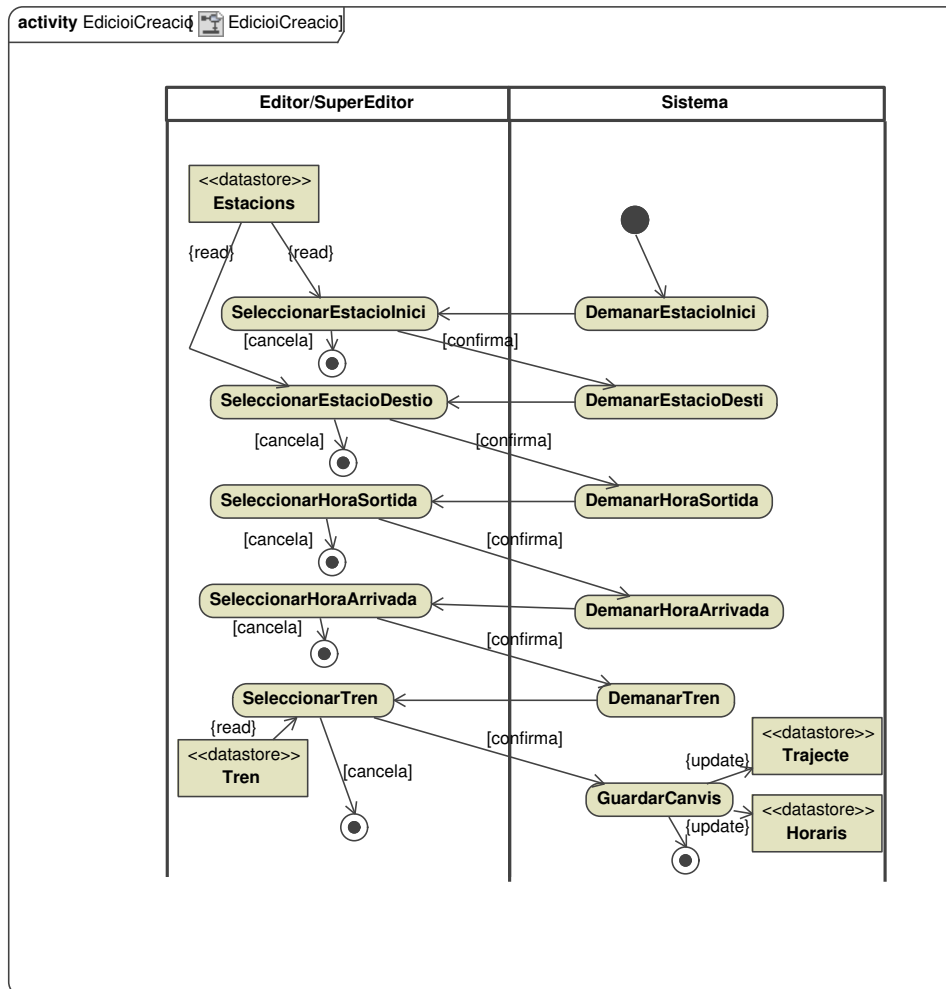 activity EdicioiCreació[ EdicioiCreacio]
Editor/SuperEditor
Sistema
<<datastore>>
Estacions
{read}
{read}
SeleccionarEstacioInici
DemanarEstacioInici
[cancela]
[confirma]
SeleccionarEstacioDestio
DemanarEstacioDesti
[cancela]
[confirma]
SeleccionarHoraSortida
DemanarHoraSortida
[cancela]
[confirma]
SeleccionarHoraArrivada
DemanarHoraArrivada
[cancela]
[confirma]
SeleccionarTren
DemanarTren
{read}
<<datastore>>
Tren
[cancela]
[confirma]
<<datastore>>
Trajecte
{update}
GuardarCanvis
<<datastore>>
Horaris
{update}